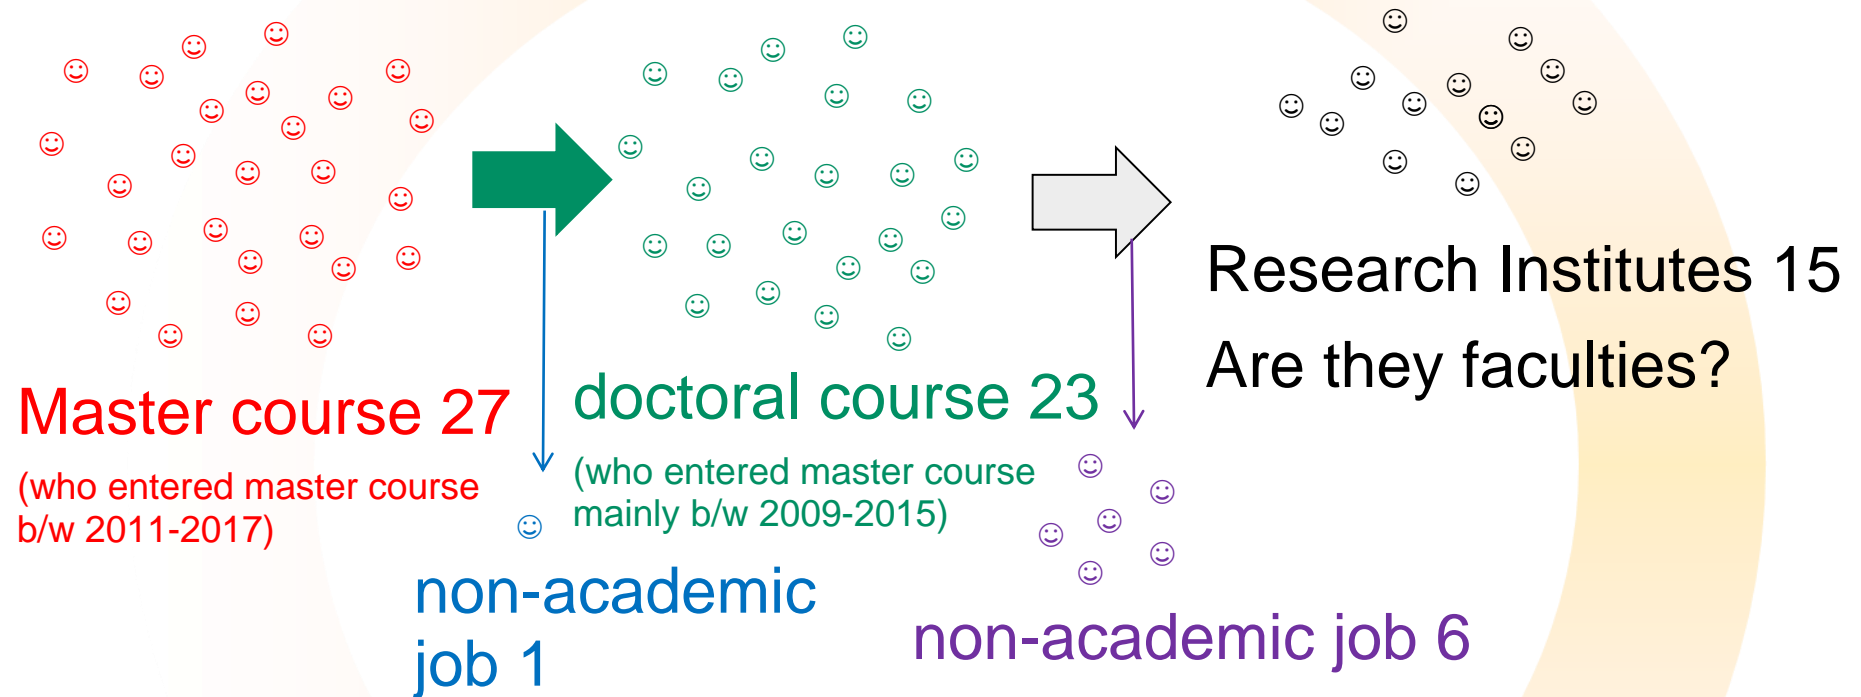 Master course 27
(who entered master course
b/w 2011-2017)
non-academic
job 1
doctoral course 23
(who entered master course
mainly b/w 2009-2015)
non-academic job 6
Research Institutes 15
Are they faculties?